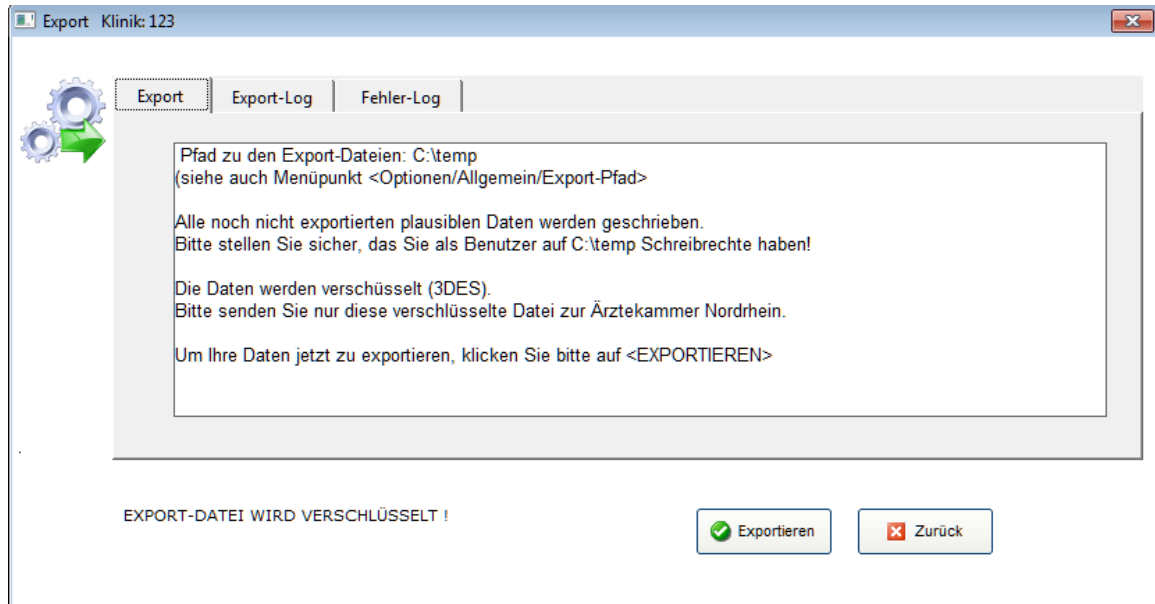 Export Klinik: 123
Export
Export-Log
Fehler-Log
Pfad zu den Export-Dateien: C:\temp
(siehe auch Menüpunkt <Optionen/Allgemein/Export-Pfad>
Alle noch nicht exportierten plausiblen Daten werden geschrieben.
Bitte stellen Sie sicher, das Sie als Benutzer auf C:\temp Schreibrechte haben!
Die Daten werden verschüsselt (3DES).
Bitte senden Sie nur diese verschlüsselte Datei zur Ärztekammer Nordrhein.
Um Ihre Daten jetzt zu exportieren, klicken Sie bitte auf <EXPORTIEREN>
EXPORT-DATEI WIRD VERSCHLÜSSELT !
Exportieren
Zurück